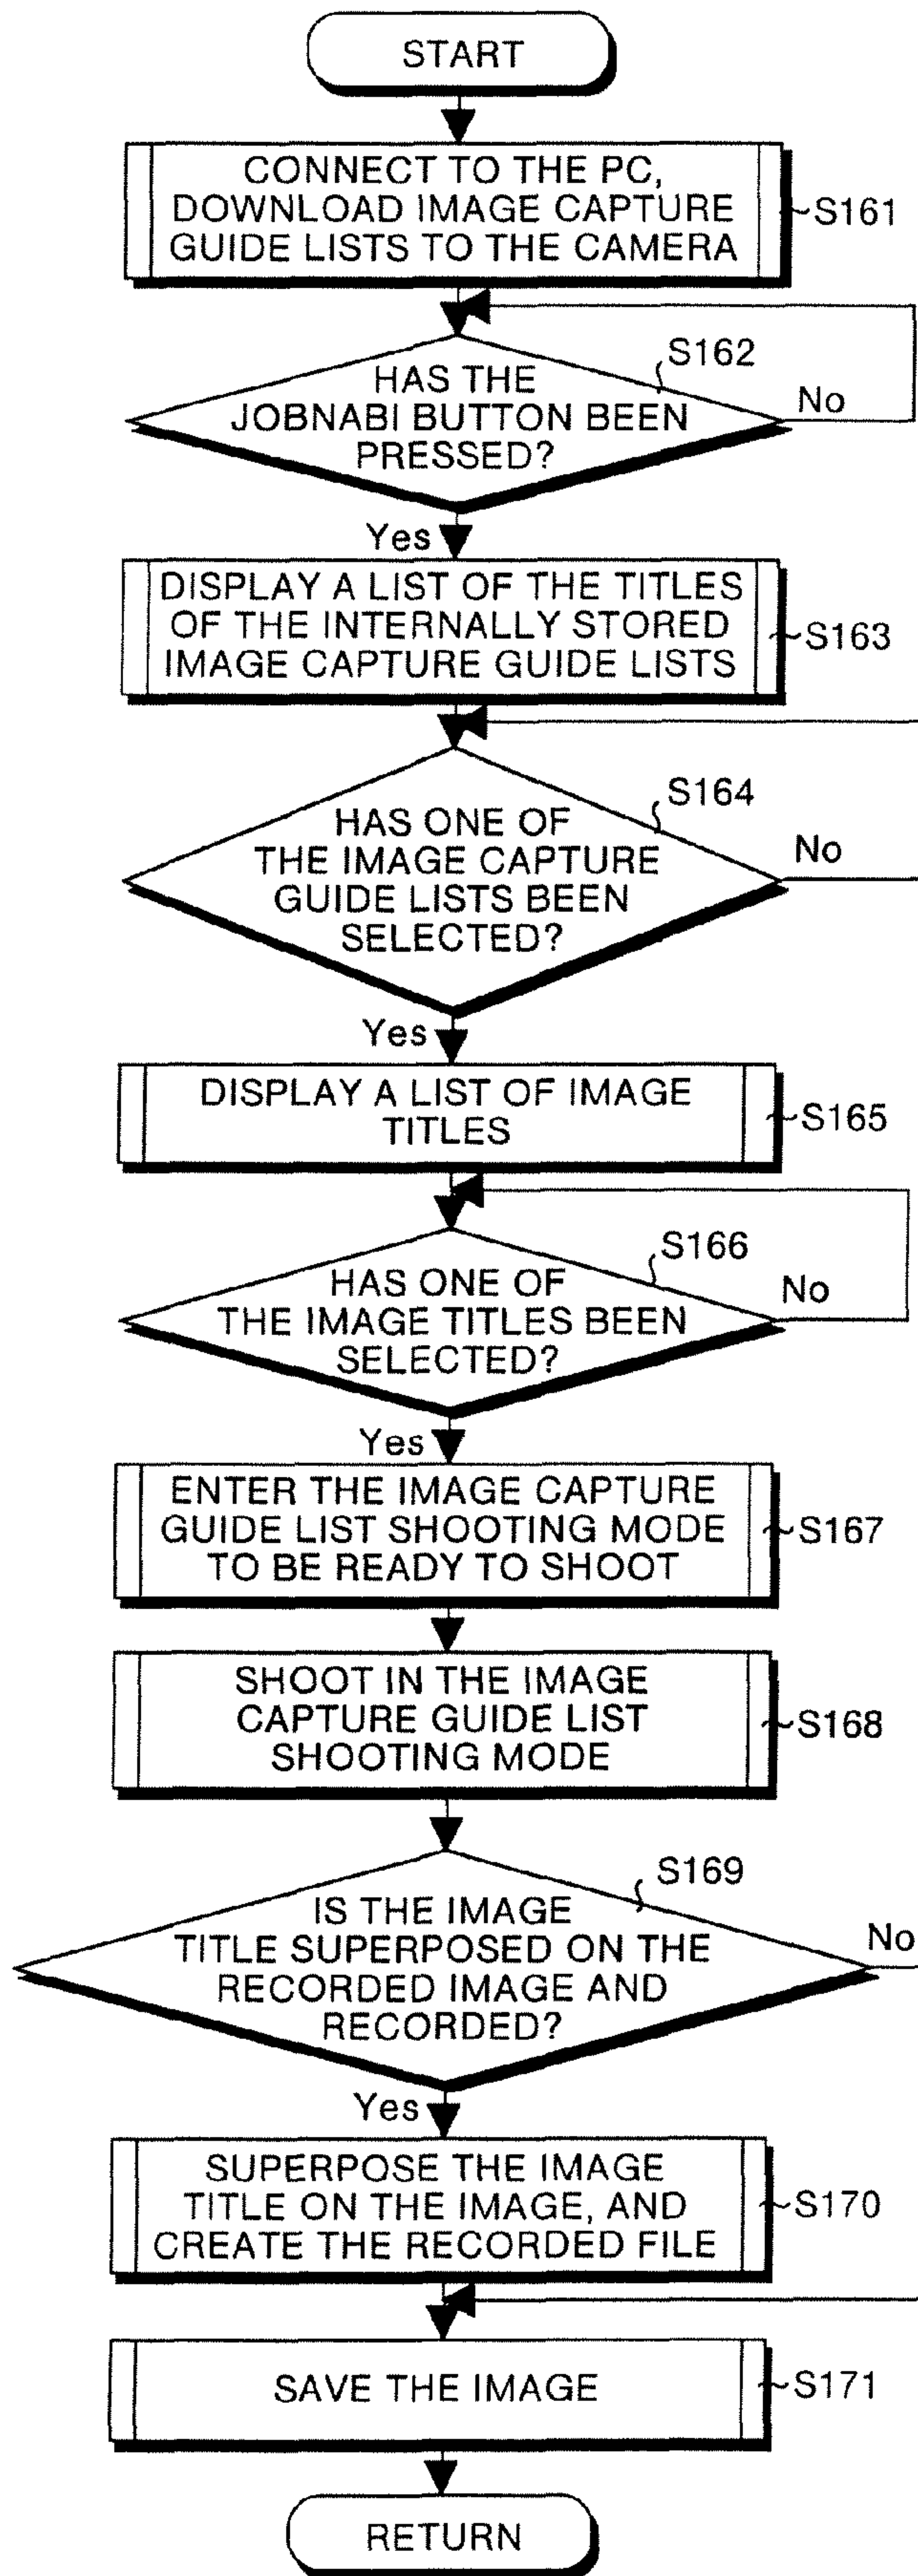 START
CONNECT TO THE PC,
DOWNLOAD IMAGE CAPTURE
GUIDE LISTS TO THE CAMERA
S161
S162
HAS THE
JOBNABI BUTTON BEEN
PRESSED?
No
Yes
DISPLAY A LIST OF THE TITLES
OF THE INTERNALLY STORED
IMAGE CAPTURE GUIDE LISTS
S163
S164
HAS ONE OF
THE IMAGE CAPTURE
GUIDE LISTS BEEN
SELECTED?
No
Yes
DISPLAY A LIST OF IMAGE
TITLES
S165
S166
HAS ONE OF
THE IMAGE TITLES BEEN
SELECTED?
No
Yes
ENTER THE IMAGE CAPTURE
GUIDE LIST SHOOTING MODE
TO BE READY TO SHOOT
S167
SHOOT IN THE IMAGE
CAPTURE GUIDE LIST
SHOOTING MODE
S168
S169
IS THE IMAGE
TITLE SUPERPOSED ON THE
RECORDED IMAGE AND
RECORDED?
No
Yes
SUPERPOSE THE IMAGE
TITLE ON THE IMAGE, AND
CREATE THE RECORDED FILE
S170
SAVE THE IMAGE
S171
RETURN